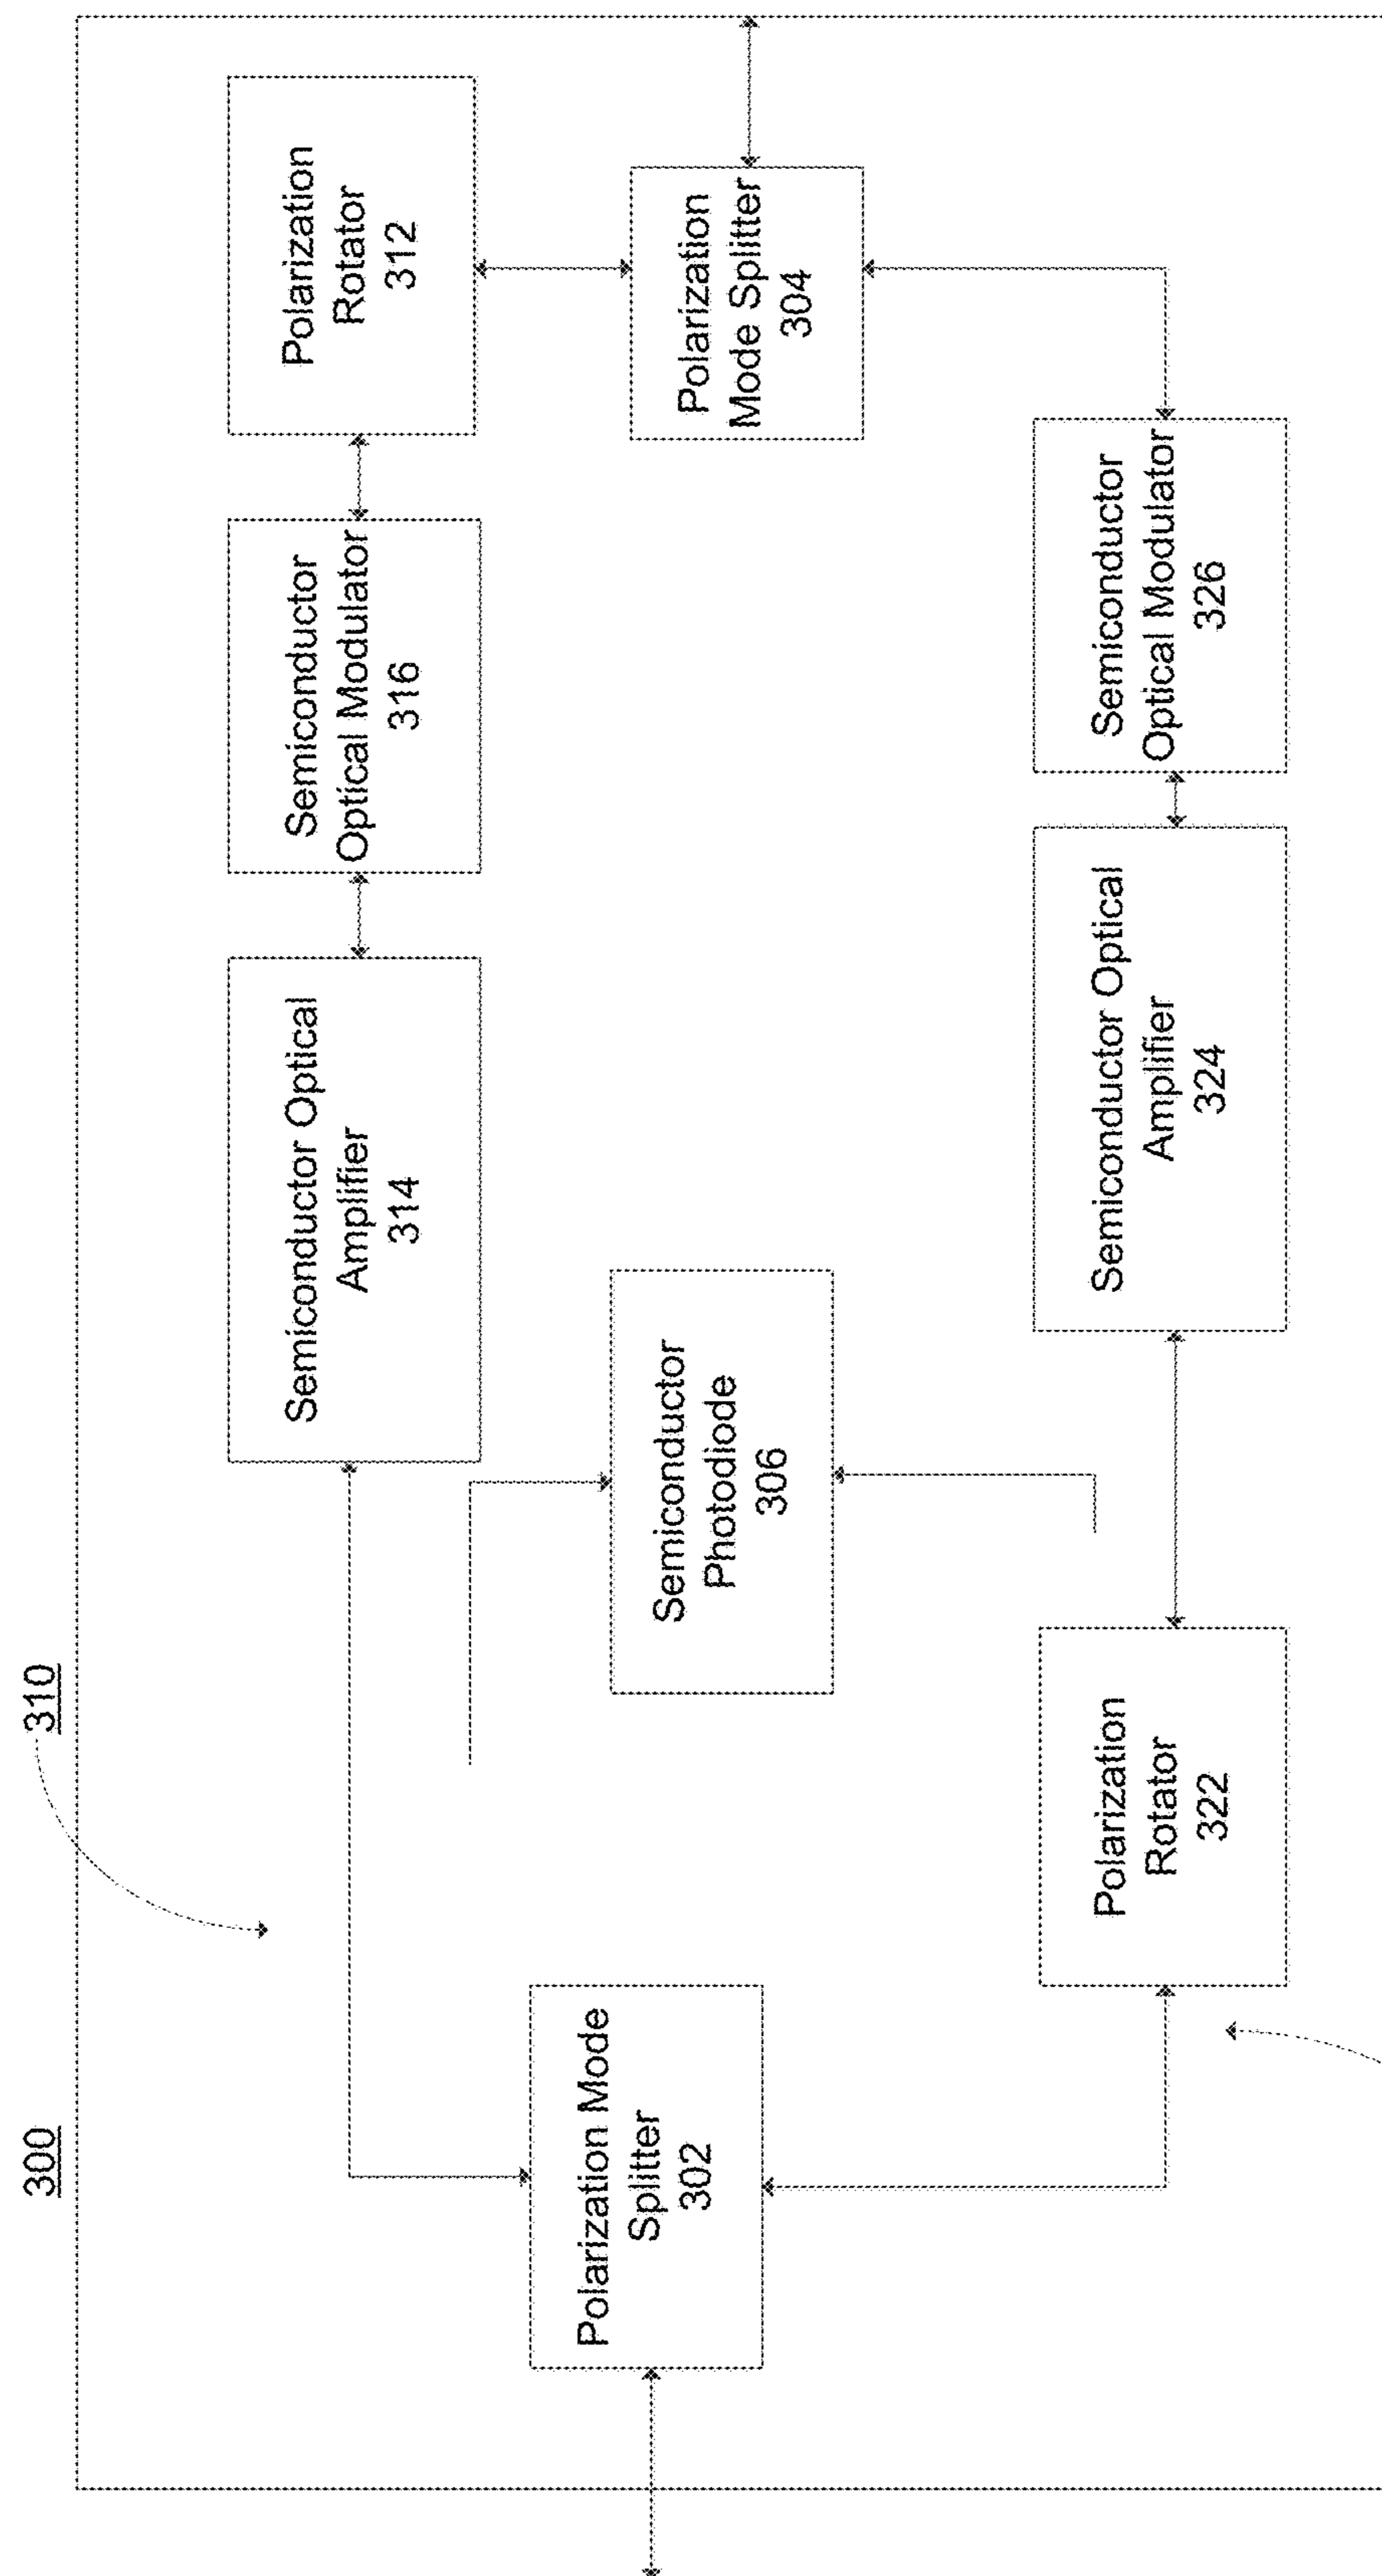 300
310
Semiconductor Optical
Amplifier
314
Semiconductor
Optical Modulator
316
Polarization
Rotator
312
Polarization Mode
Splitter
302
Semiconductor
Photodiode
306
Polarization
Mode Splitter
304
Polarization
Rotator
322
Semiconductor Optical
Amplifier
324
Semiconductor
Optical Modulator
326